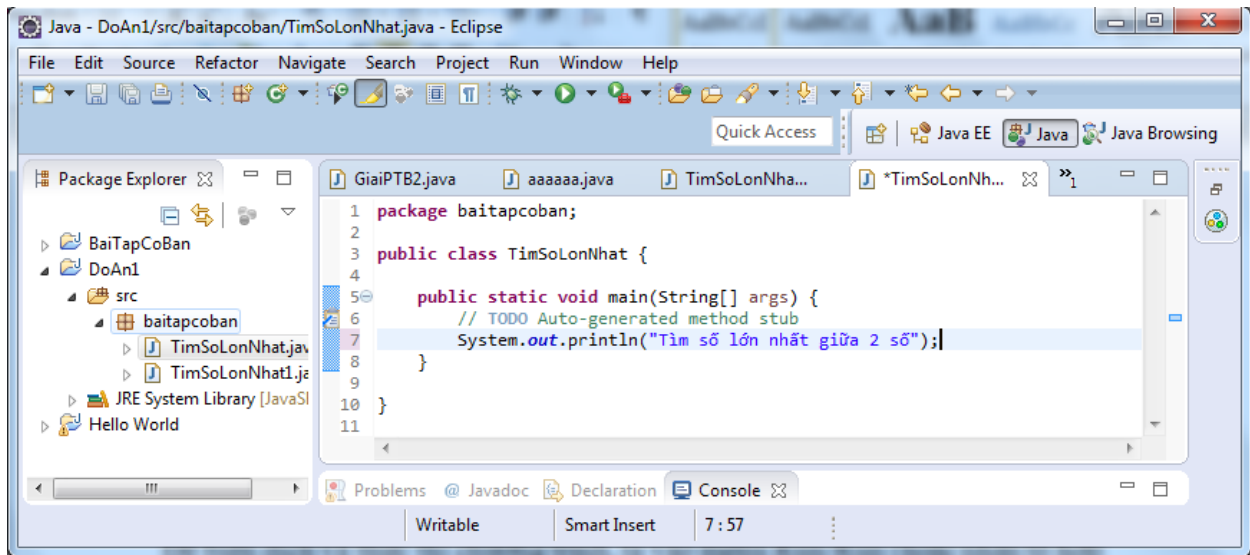 Java - DoAn1/src/baitapcoban/TimSoLonNhat.java - Eclipse
File Edit Source Refactor Navigate Search Project Run Window Help
Quick Access Java EE Java Java Browsing
Package Explorer
BaiTapCoBan
DoAn1
src
baitapcoban
TimSoLonNhat.jav
TimSoLonNhat1.ja
JRE System Library [JavaSI
Hello World
GiaiPTB2.java aaaaaa.java TimSoLonNha... *TimSoLonNh... »1
1 package baitapcoban;
2
3 public class TimSoLonNhat {
4
5 public static void main(String[] args) {
6 // TODO Auto-generated method stub
7 System.out.println("Tìm số lớn nhất giữa 2 số");
8 }
9
10 }
11
Problems @ Javadoc Declaration Console
Writable Smart Insert 7 : 57